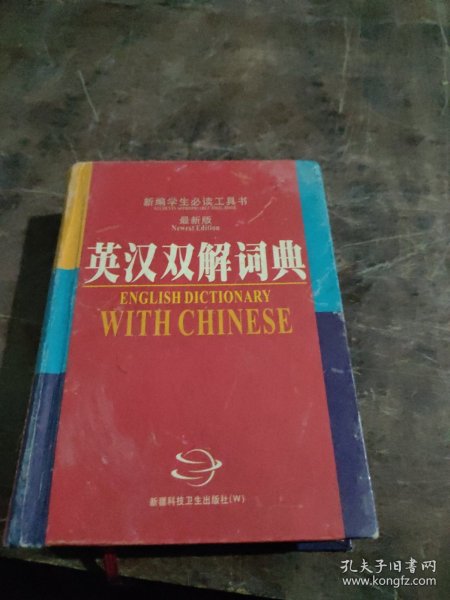 新编学生必读工具书
最新版
Newest Edition
英汉双解词典
ENGLISH DICTIONARY
WITH CHINESE
新疆科技卫生出版社(W)
孔夫子旧书网
www.kongfz.com